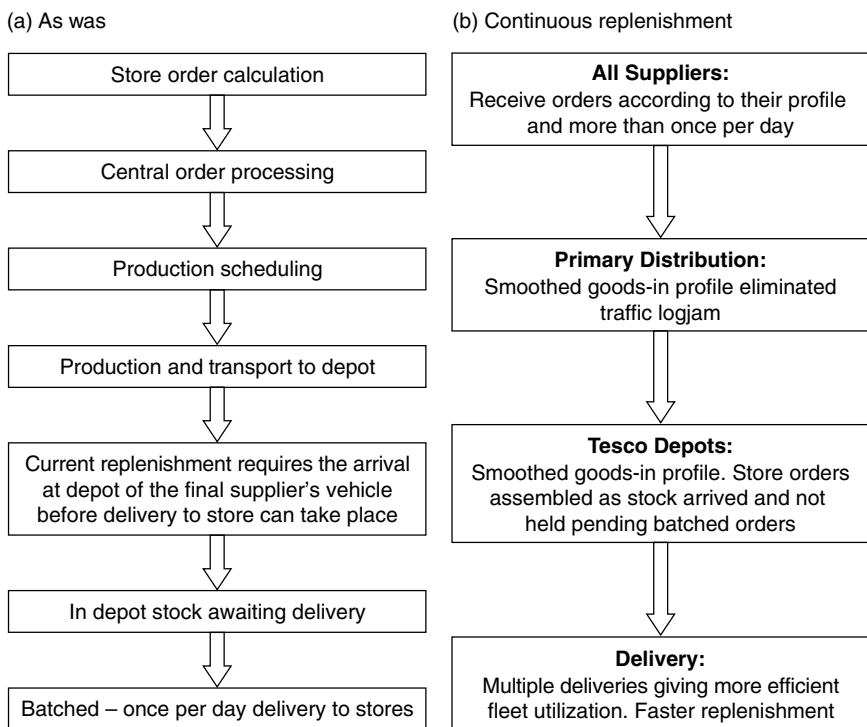 (a) As was
Store order calculation
Central order processing
Production scheduling
Production and transport to depot
Current replenishment requires the arrival
at depot of the final supplier’s vehicle
before delivery to store can take place
In depot stock awaiting delivery
Batched – once per day delivery to stores
(b) Continuous replenishment
All Suppliers:
Receive orders according to their profile
and more than once per day
Primary Distribution:
Smoothed goods-in profile eliminated
traffic logjam
Tesco Depots:
Smoothed goods-in profile. Store orders
assembled as stock arrived and not
held pending batched orders
Delivery:
Multiple deliveries giving more efficient
fleet utilization. Faster replenishment